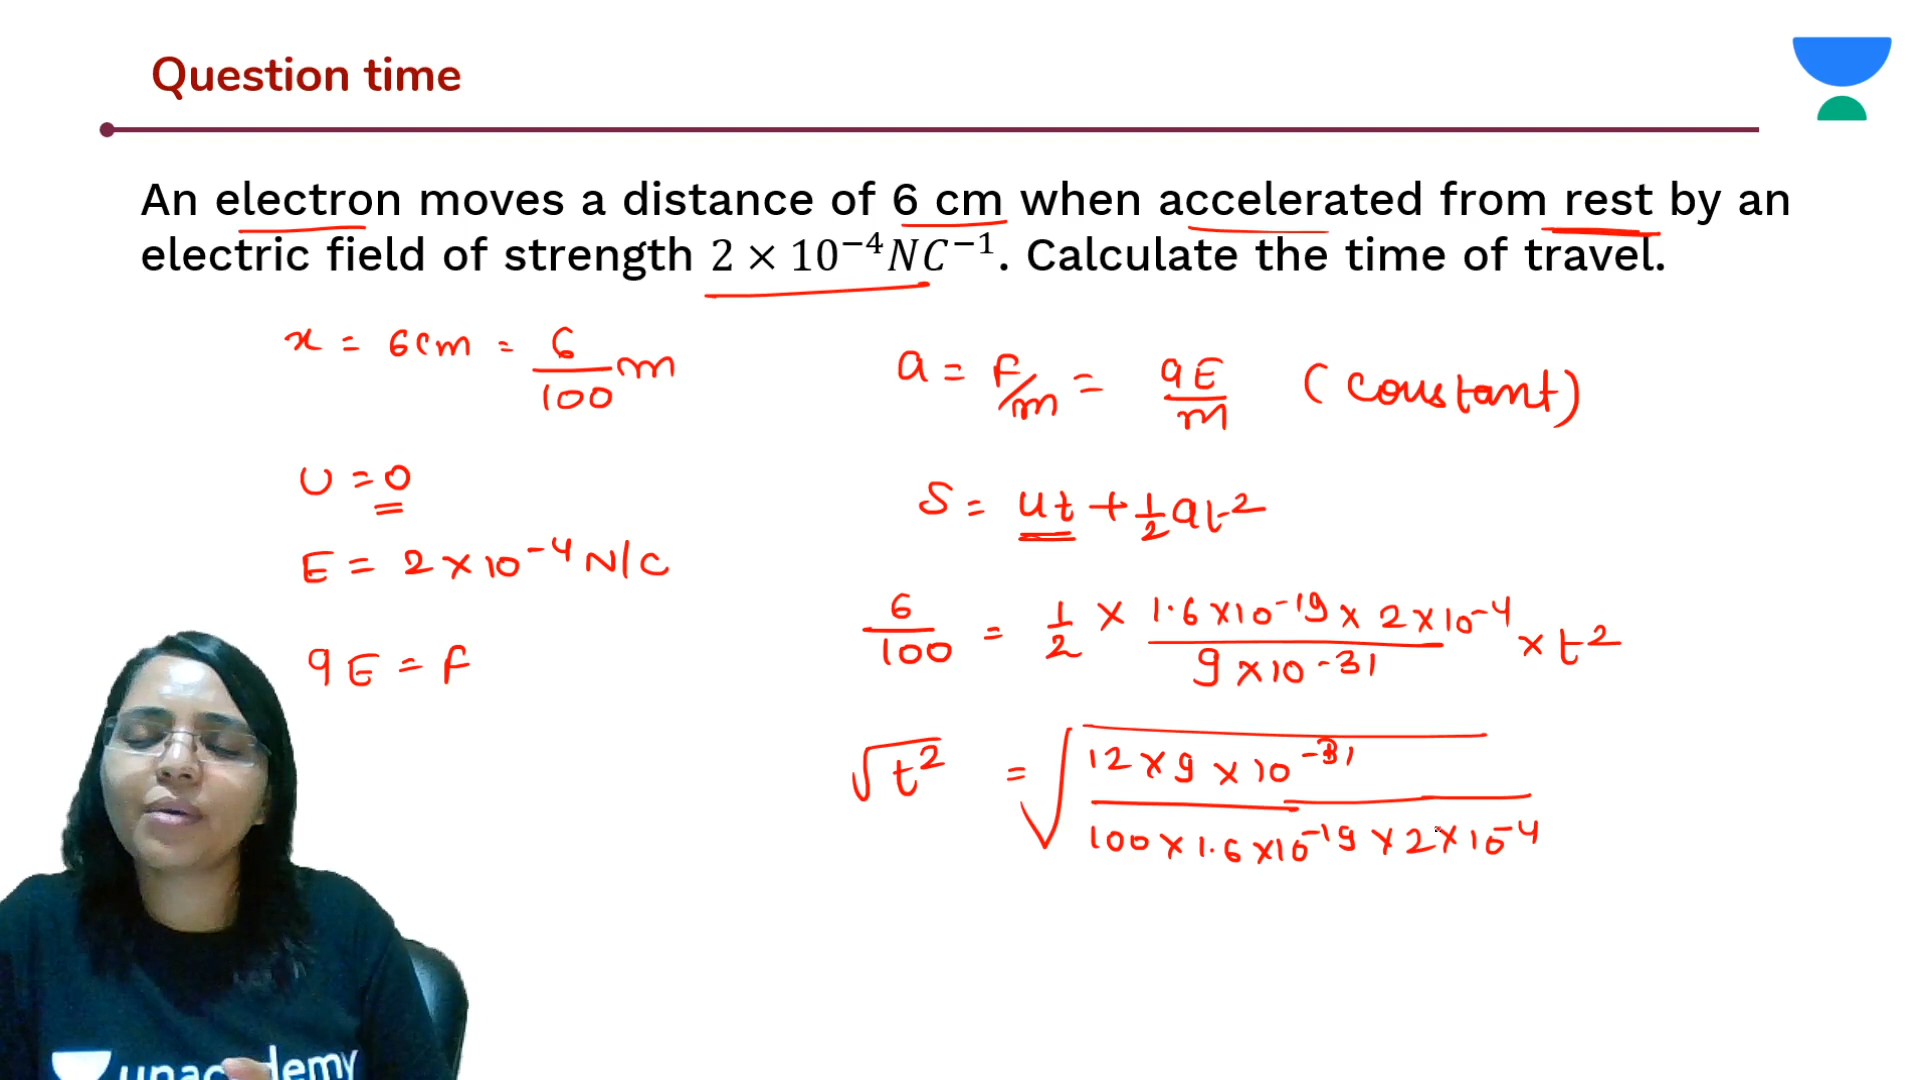 Question time
An electron moves a distance of 6 cm when accelerated from rest by an
electric field of strength 2 × 10⁻⁴NC⁻¹. Calculate the time of travel.
x = 6cm = 6/100 m
a = F/m = qE/m (constant)
U = 0
S = ut + 1/2 at²
E = 2×10⁻⁴ N/C
6/100 = 1/2 × 1.6×10⁻¹⁹ × 2×10⁻⁴ / 9×10⁻³¹ × t²
qE = F
√t² = √(12×9×10⁻³¹ / 100×1.6×10⁻¹⁹×2×10⁻⁴)
unacademy